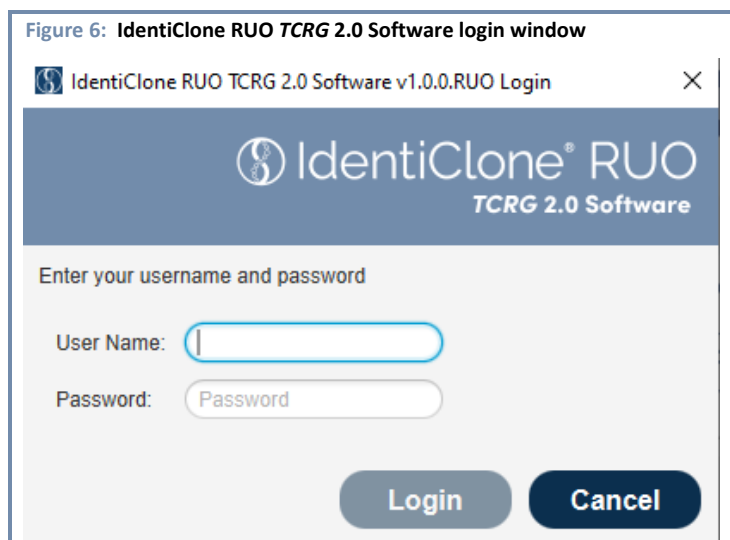 Figure 6: IdentiClone RUO TCRG 2.0 Software login window
IdentiClone RUO TCRG 2.0 Software v1.0.0.RUO Login
IdentiClone® RUO
TCRG 2.0 Software
Enter your username and password
User Name:
Password: Password
Login Cancel